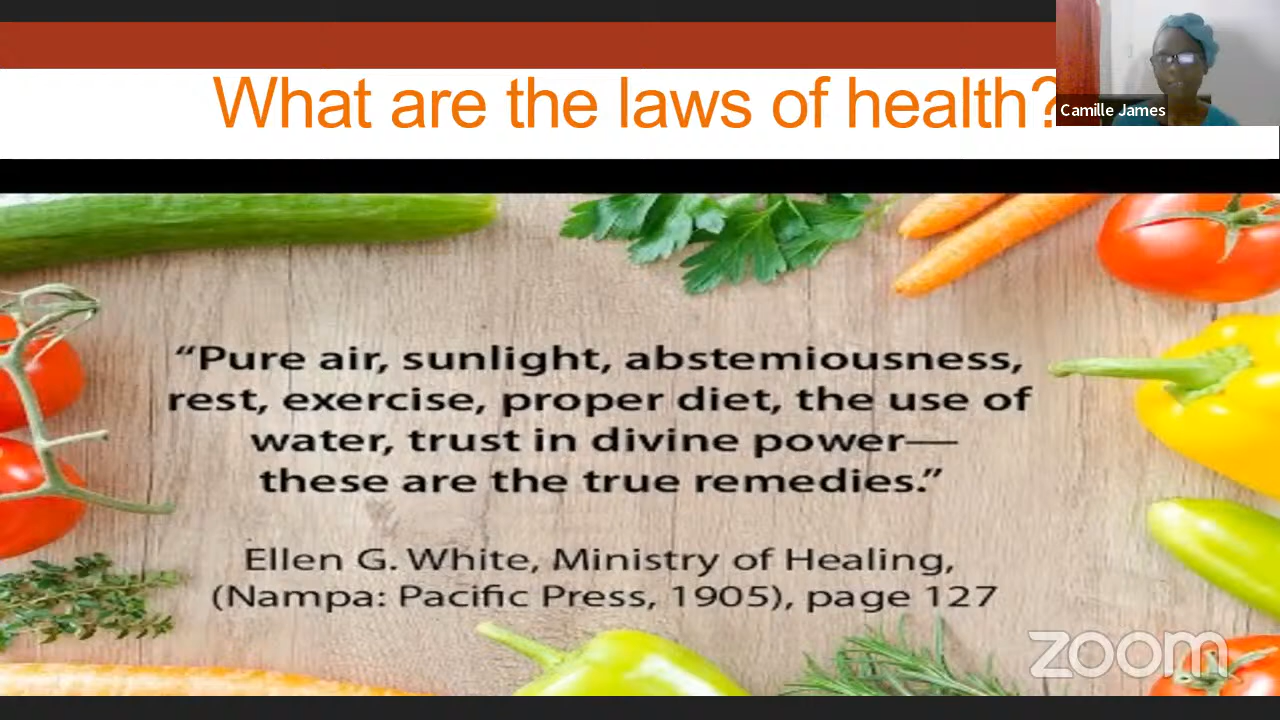 What are the laws of health?
Camille James
“Pure air, sunlight, abstemiousness,
rest, exercise, proper diet, the use of
water, trust in divine power—
these are the true remedies.”
Ellen G. White, Ministry of Healing,
(Nampa: Pacific Press, 1905), page 127
zoom